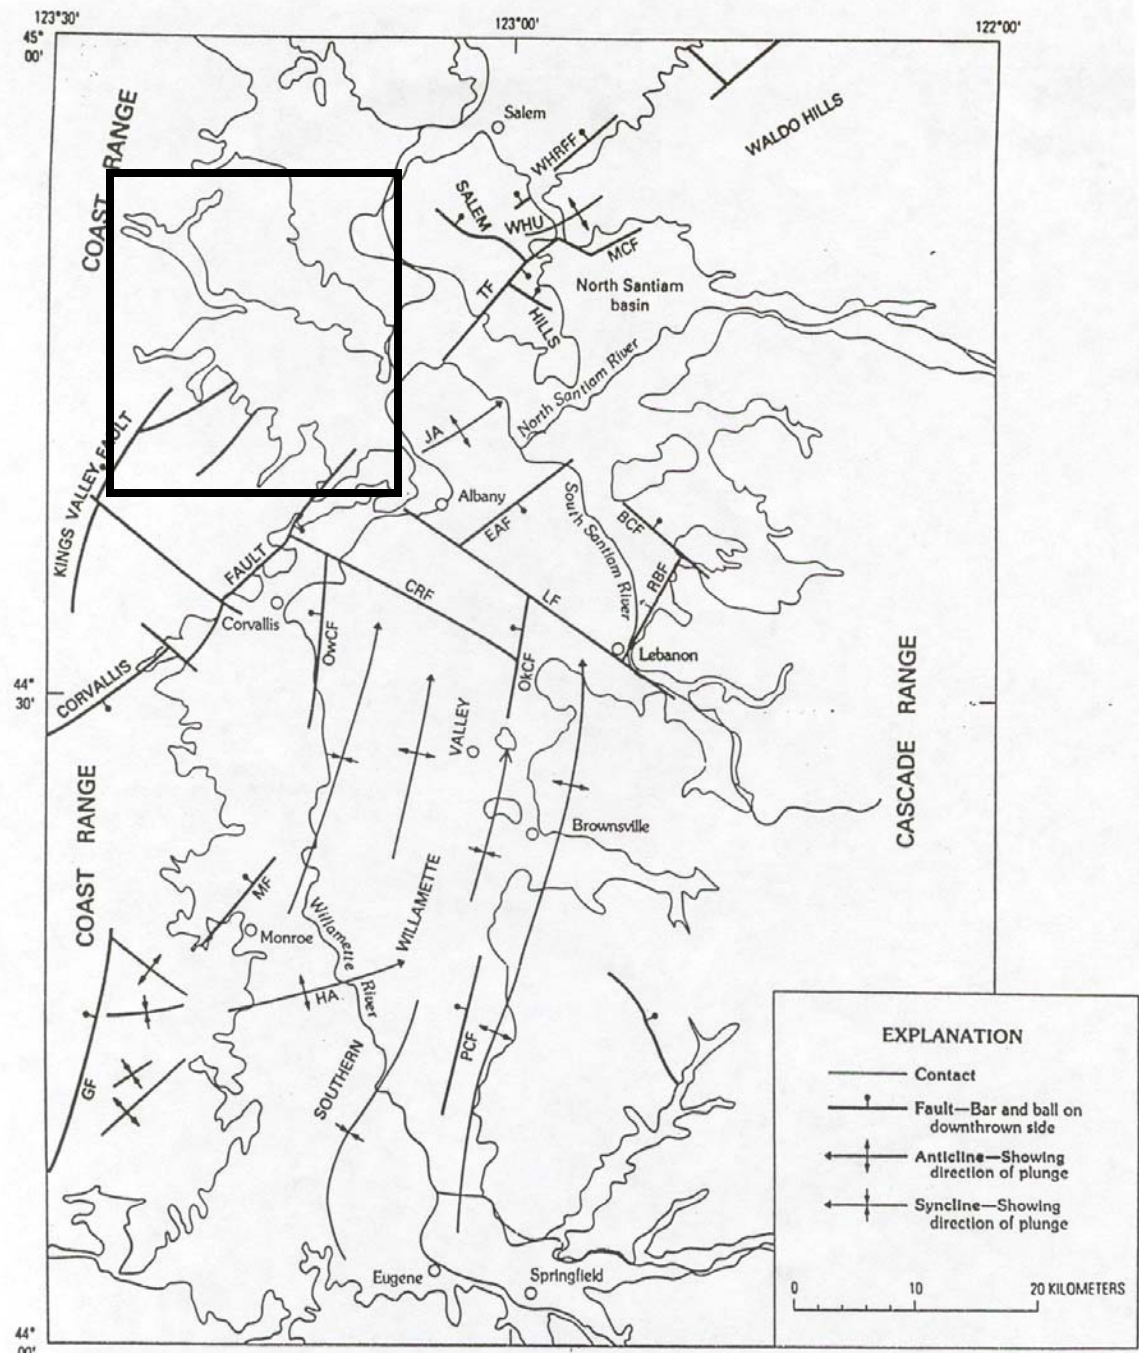 123°30'
123°00'
122°00'
45°
00'
COAST RANGE
Salem
WALDO HILLS
WHRFF
SALEM
WHU
MCF
TF
North Santiam
basin
HILLS
North Santiam River
JA
KINGS VALLEY FAULT
Albany
EAF
South Santiam River
BCF
FAULT
CRF
LF
RBF
Corvallis
OwCF
OkCF
Lebanon
CORVALLIS
44°
30'
VALLEY
COAST RANGE
CASCADE RANGE
Brownsville
MF
WILLAMETTE
Monroe
Willamette River
HA
GF
SOUTHERN
PCF
Eugene
Springfield
44°
00'
EXPLANATION
Contact
Fault—Bar and ball on
downthrown side
Anticline—Showing
direction of plunge
Syncline—Showing
direction of plunge
0 10 20 KILOMETERS